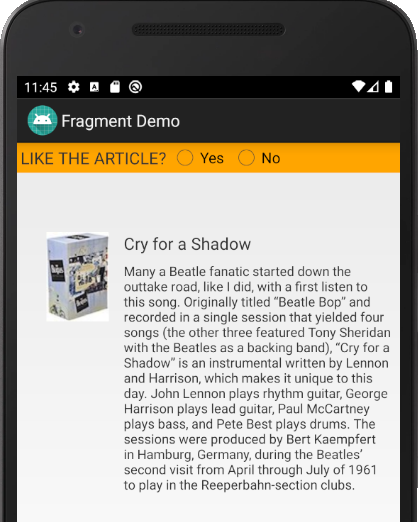 11:45
Fragment Demo
LIKE THE ARTICLE? Yes No
Cry for a Shadow
Many a Beatle fanatic started down the
outtake road, like I did, with a first listen to
this song. Originally titled “Beatle Bop” and
recorded in a single session that yielded four
songs (the other three featured Tony Sheridan
with the Beatles as a backing band), “Cry for a
Shadow” is an instrumental written by Lennon
and Harrison, which makes it unique to this
day. John Lennon plays rhythm guitar, George
Harrison plays lead guitar, Paul McCartney
plays bass, and Pete Best plays drums. The
sessions were produced by Bert Kaempfert
in Hamburg, Germany, during the Beatles’
second visit from April through July of 1961
to play in the Reeperbahn-section clubs.